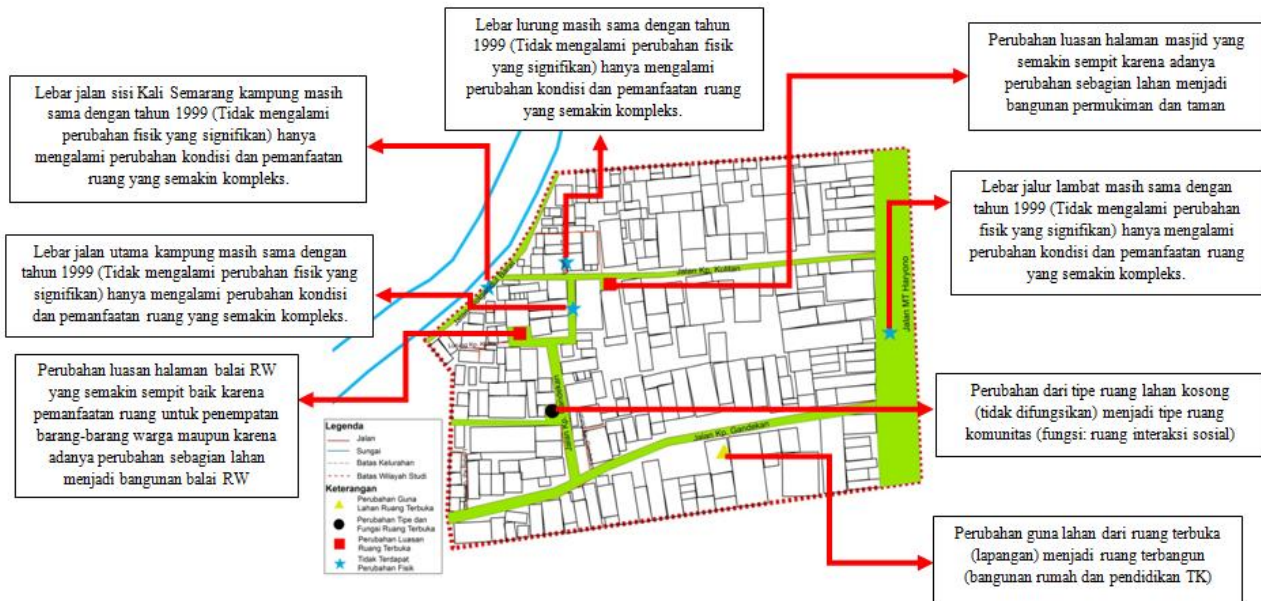 Lebar lurung masih sama dengan tahun
1999 (Tidak mengalami perubahan fisik
yang signifikan) hanya mengalami
perubahan kondisi dan pemanfaatan
ruang yang semakin kompleks.
Perubahan luasan halaman masjid yang
semakin sempit karena adanya
perubahan sebagian lahan menjadi
bangunan permukiman dan taman
Lebar jalan sisi Kali Semarang kampung masih
sama dengan tahun 1999 (Tidak mengalami
perubahan fisik yang signifikan) hanya
mengalami perubahan kondisi dan pemanfaatan
ruang yang semakin kompleks.
Lebar jalur lambat masih sama dengan
tahun 1999 (Tidak mengalami perubahan
fisik yang signifikan) hanya mengalami
perubahan kondisi dan pemanfaatan ruang
yang semakin kompleks.
Lebar jalan utama kampung masih sama dengan
tahun 1999 (Tidak mengalami perubahan fisik yang
signifikan) hanya mengalami perubahan kondisi
dan pemanfaatan ruang yang semakin kompleks.
Perubahan luasan halaman balai RW
yang semakin sempit baik karena
pemanfaatan ruang untuk penempatan
barang-barang warga maupun karena
adanya perubahan sebagian lahan
menjadi bangunan balai RW
Perubahan dari tipe ruang lahan kosong
(tidak difungsikan) menjadi tipe ruang
komunitas (fungsi: ruang interaksi sosial)
Perubahan guna lahan dari ruang terbuka
(lapangan) menjadi ruang terbangun
(bangunan rumah dan pendidikan TK)
Jalan Kp. Kulitan
Jalan MT Haryono
Jalan Kp. Gandekan
Jalan Kp.
Legenda
Jalan
Sungai
Batas Kelurahan
Batas Wilayah Studi
Keterangan
Perubahan Guna
Lahan Ruang Terbuka
Perubahan Tipe dan
Fungsi Ruang Terbuka
Perubahan Luasan
Ruang Terbuka
Tidak Terdapat
Perubahan Fisik